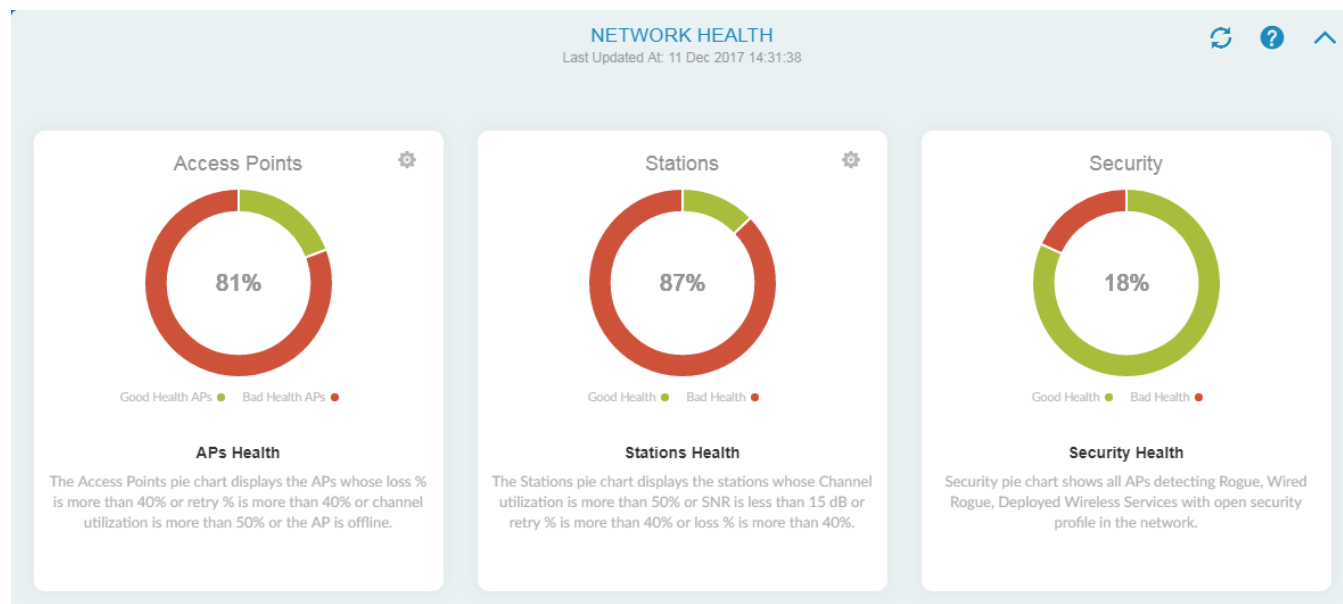 NETWORK HEALTH
Last Updated At: 11 Dec 2017 14:31:38
Access Points
81%
Good Health APs Bad Health APs
APs Health
The Access Points pie chart displays the APs whose loss %
is more than 40% or retry % is more than 40% or channel
utilization is more than 50% or the AP is offline.
Stations
87%
Good Health Bad Health
Stations Health
The Stations pie chart displays the stations whose Channel
utilization is more than 50% or SNR is less than 15 dB or
retry % is more than 40% or loss % is more than 40%.
Security
18%
Good Health Bad Health
Security Health
Security pie chart shows all APs detecting Rogue, Wired
Rogue, Deployed Wireless Services with open security
profile in the network.